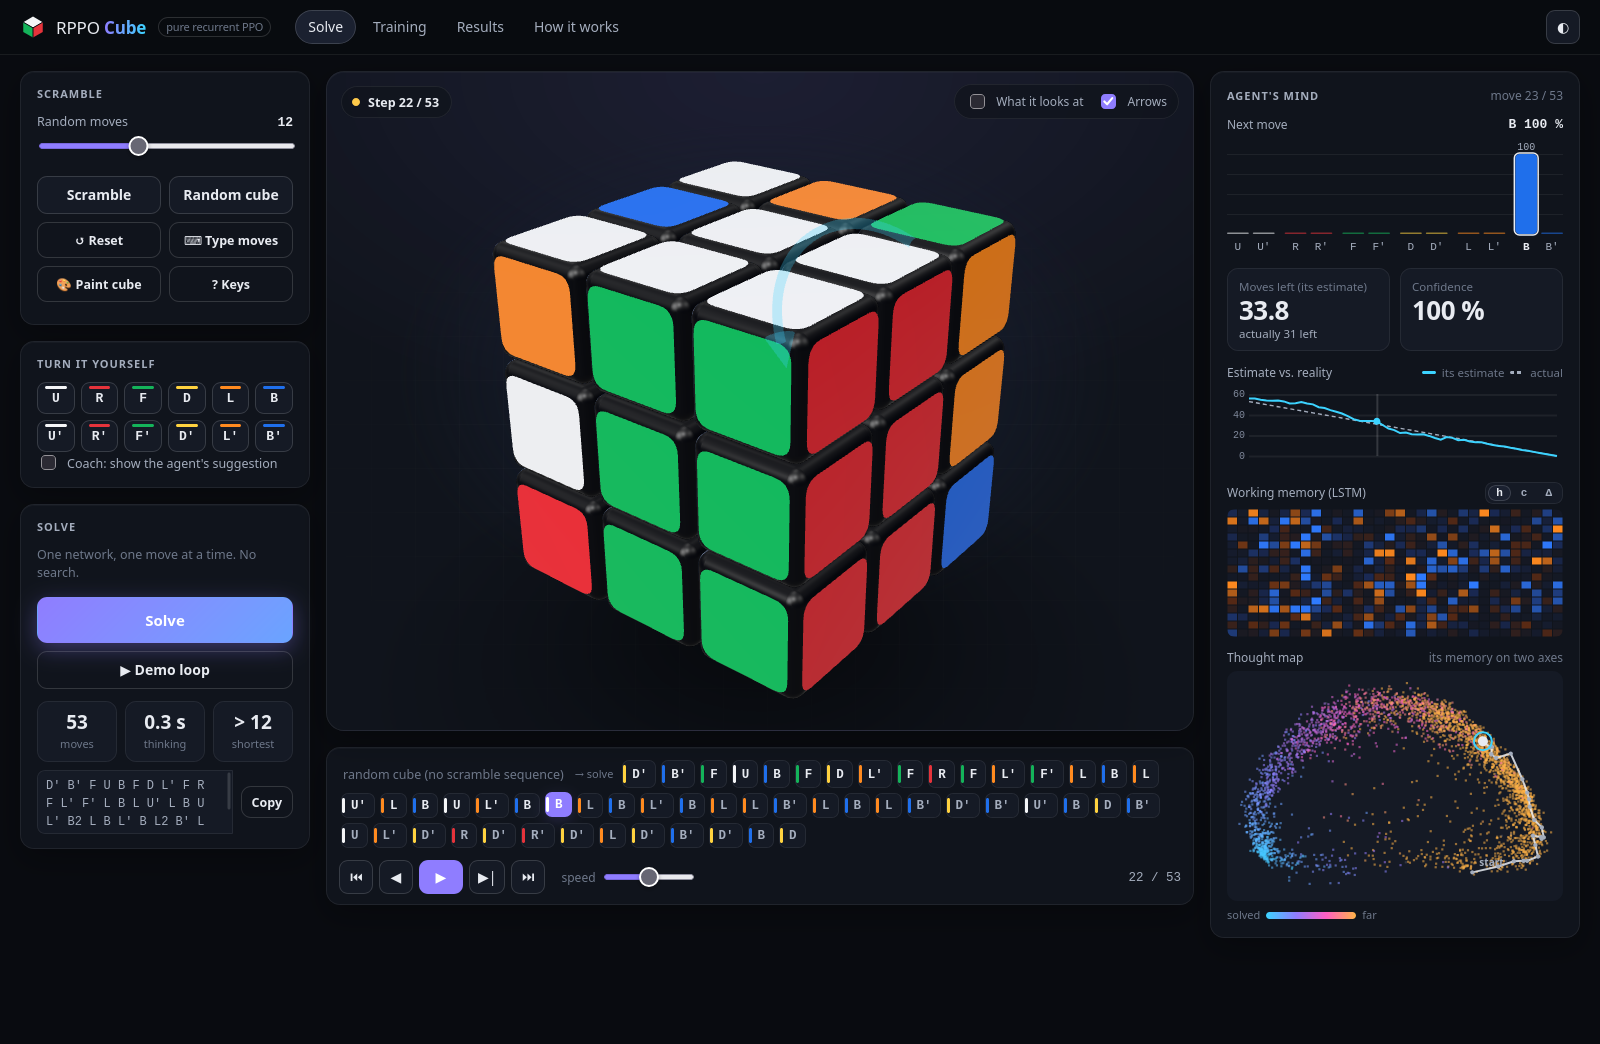 RPPO Cube pure recurrent PPO Solve Training Results How it works
SCRAMBLE
Random moves 12
Scramble Random cube
↺ Reset ⌨ Type moves
🎨 Paint cube ? Keys
TURN IT YOURSELF
U R F D L B
U' R' F' D' L' B'
Coach: show the agent's suggestion
SOLVE
One network, one move at a time. No
search.
Solve
▶ Demo loop
53 0.3 s > 12
moves thinking shortest
D' B' F U B F D L' F R
F L' F' L B L U' L B U
L' B2 L B L' B L2 B' L
Copy
Step 22 / 53
What it looks at Arrows
random cube (no scramble sequence) → solve D' B' F U B F D L' F R F L' F' L B L
U' L B U L' B B L B L' B L L B' L B L B' D' B' U' B D B'
U L' D' R D' R' D' L D' B' D' B D
speed 22 / 53
AGENT'S MIND move 23 / 53
Next move B 100 %
100
U U' R R' F F' D D' L L' B B'
Moves left (its estimate) Confidence
33.8 100 %
actually 31 left
Estimate vs. reality its estimate actual
60
40
20
0
Working memory (LSTM) h c Δ
Thought map its memory on two axes
start
solved far